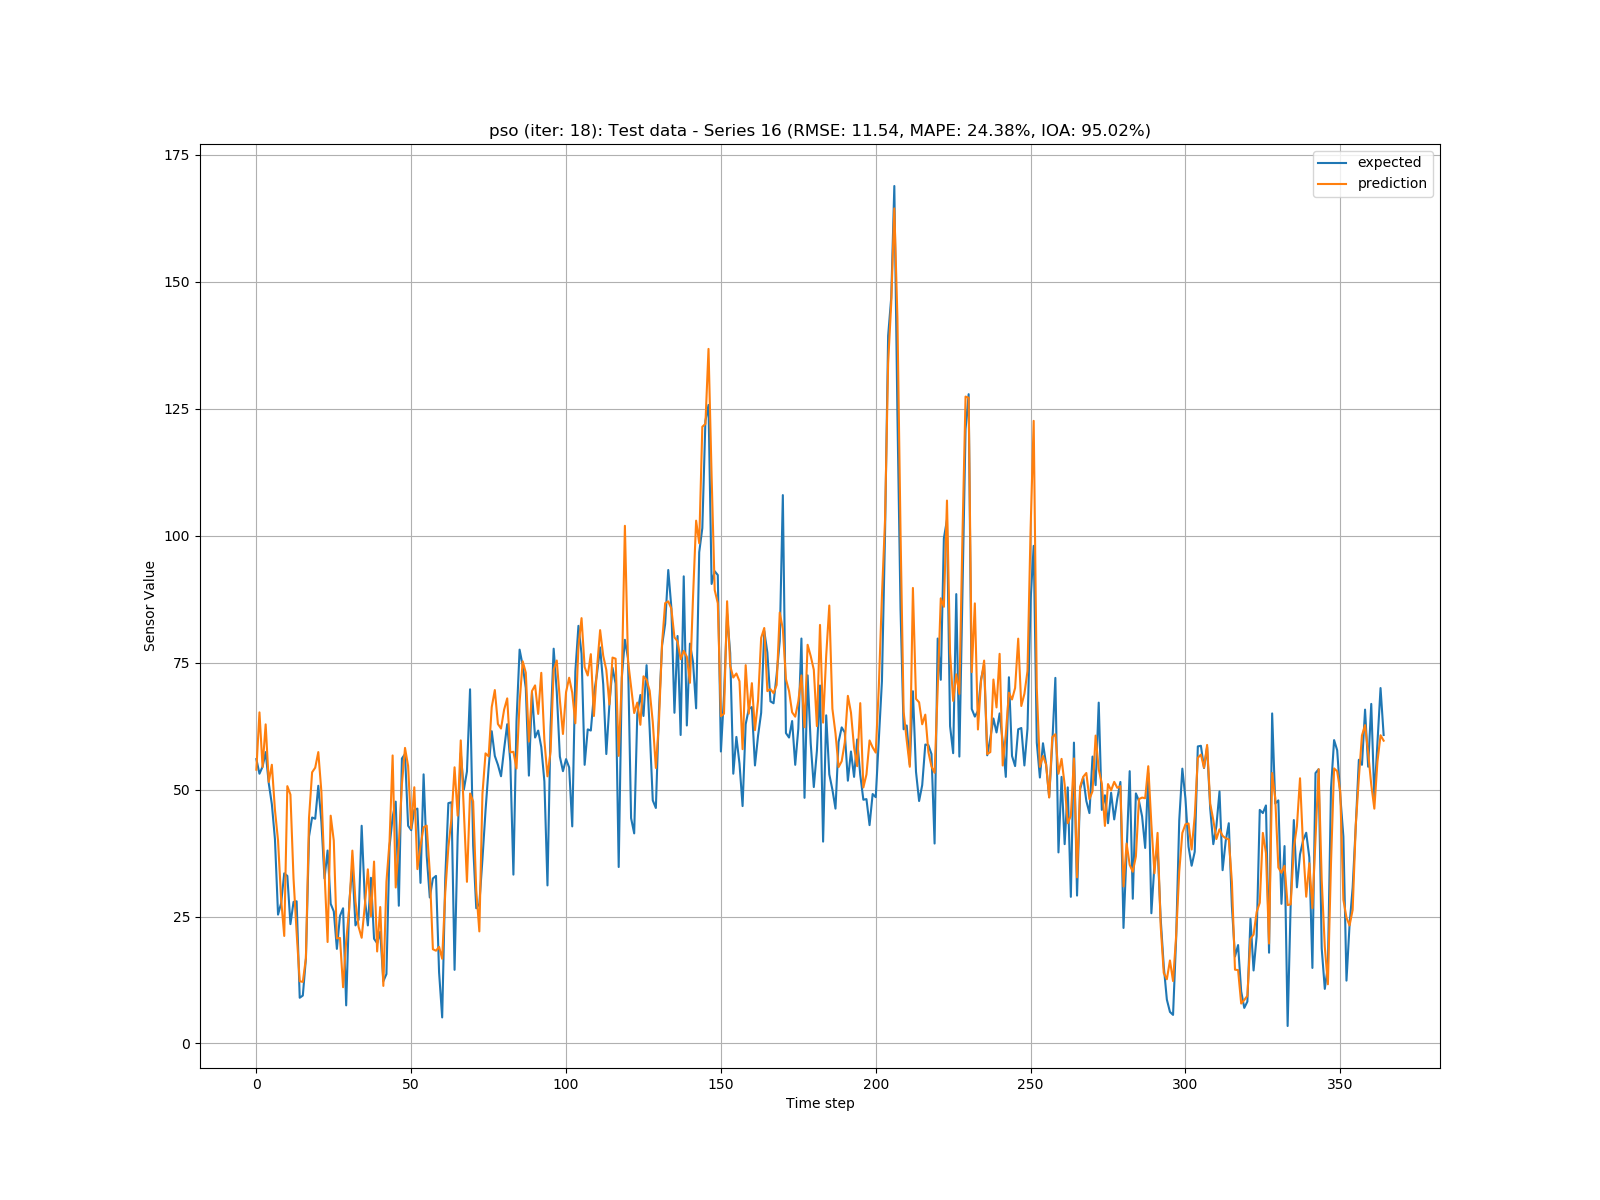 pso (iter: 18): Test data - Series 16 (RMSE: 11.54, MAPE: 24.38%, IOA: 95.02%)
expected
prediction
175
150
125
100
75
50
25
0
Sensor Value
0 50 100 150 200 250 300 350
Time step